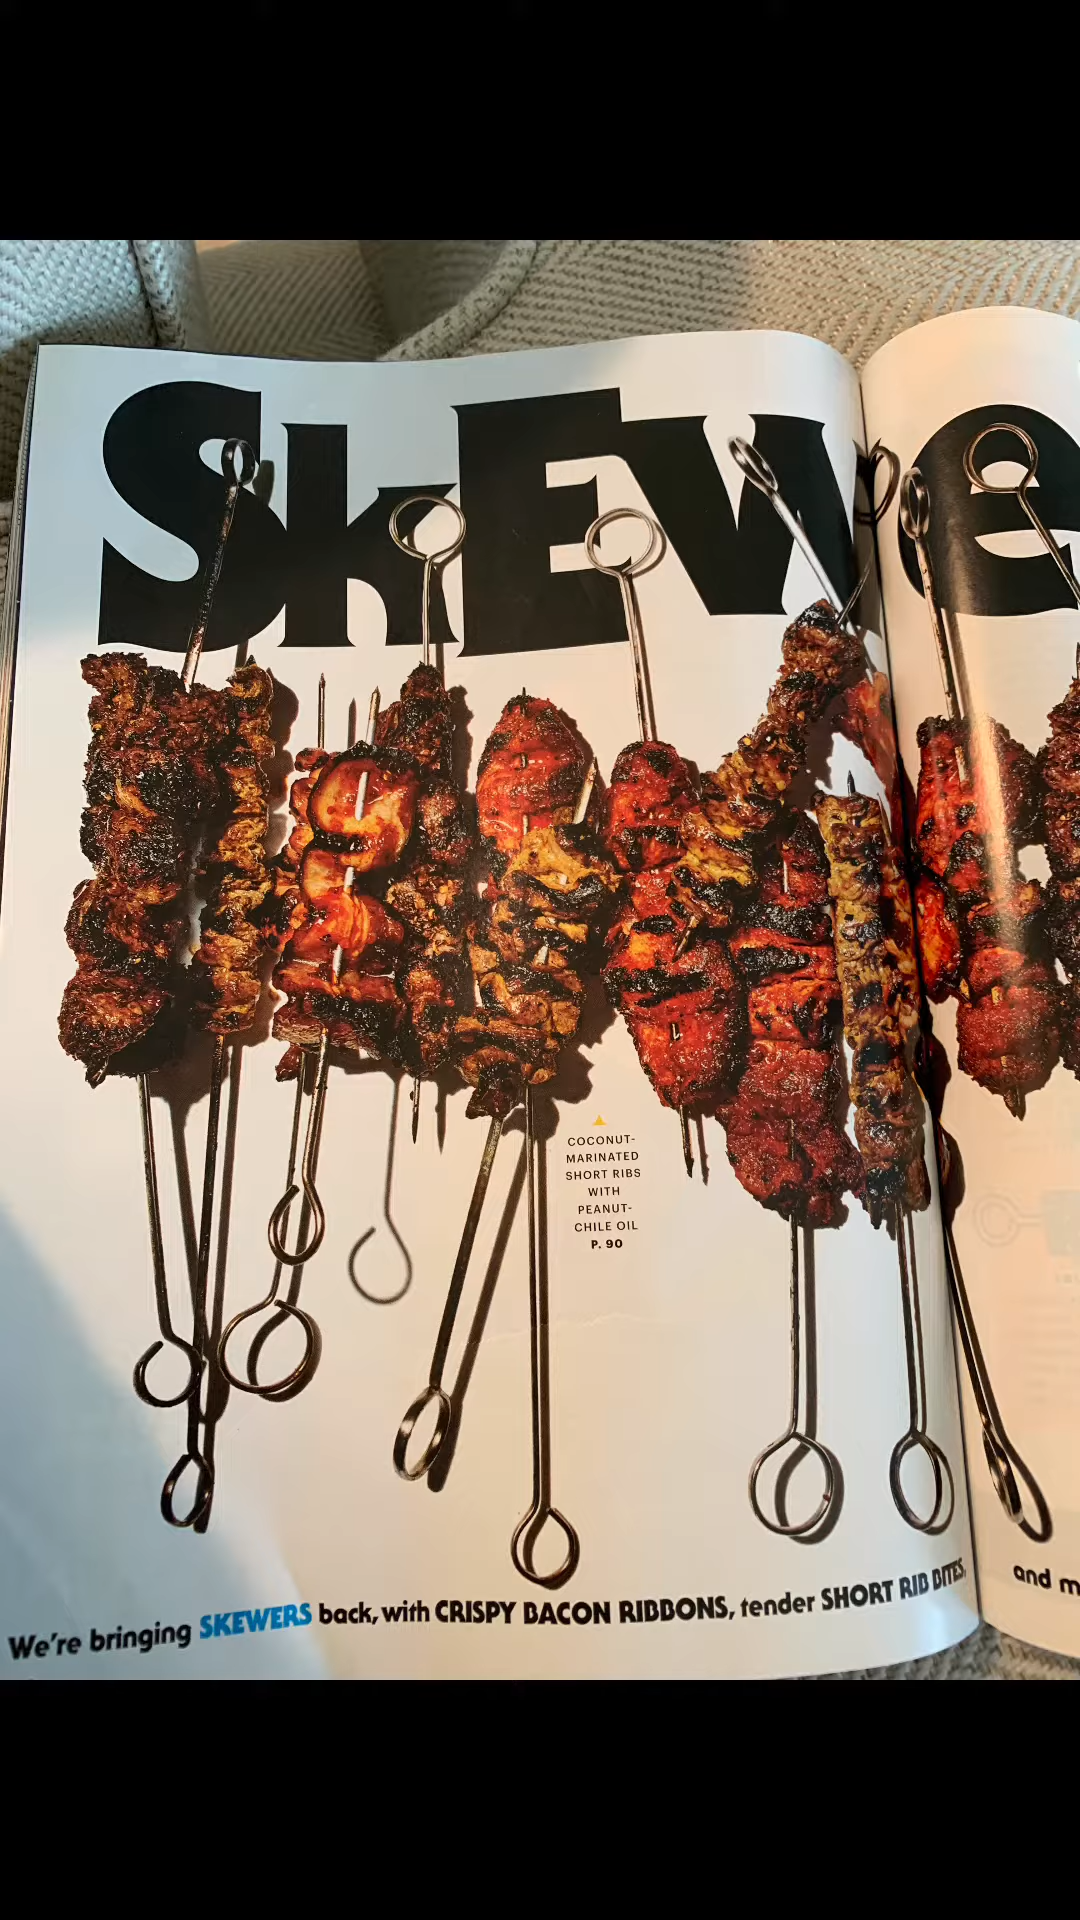 SkEWe
COCONUT-
MARINATED
SHORT RIBS
WITH
PEANUT-
CHILE OIL
P. 90
We're bringing SKEWERS back, with CRISPY BACON RIBBONS, tender SHORT RIB BITES,
and m